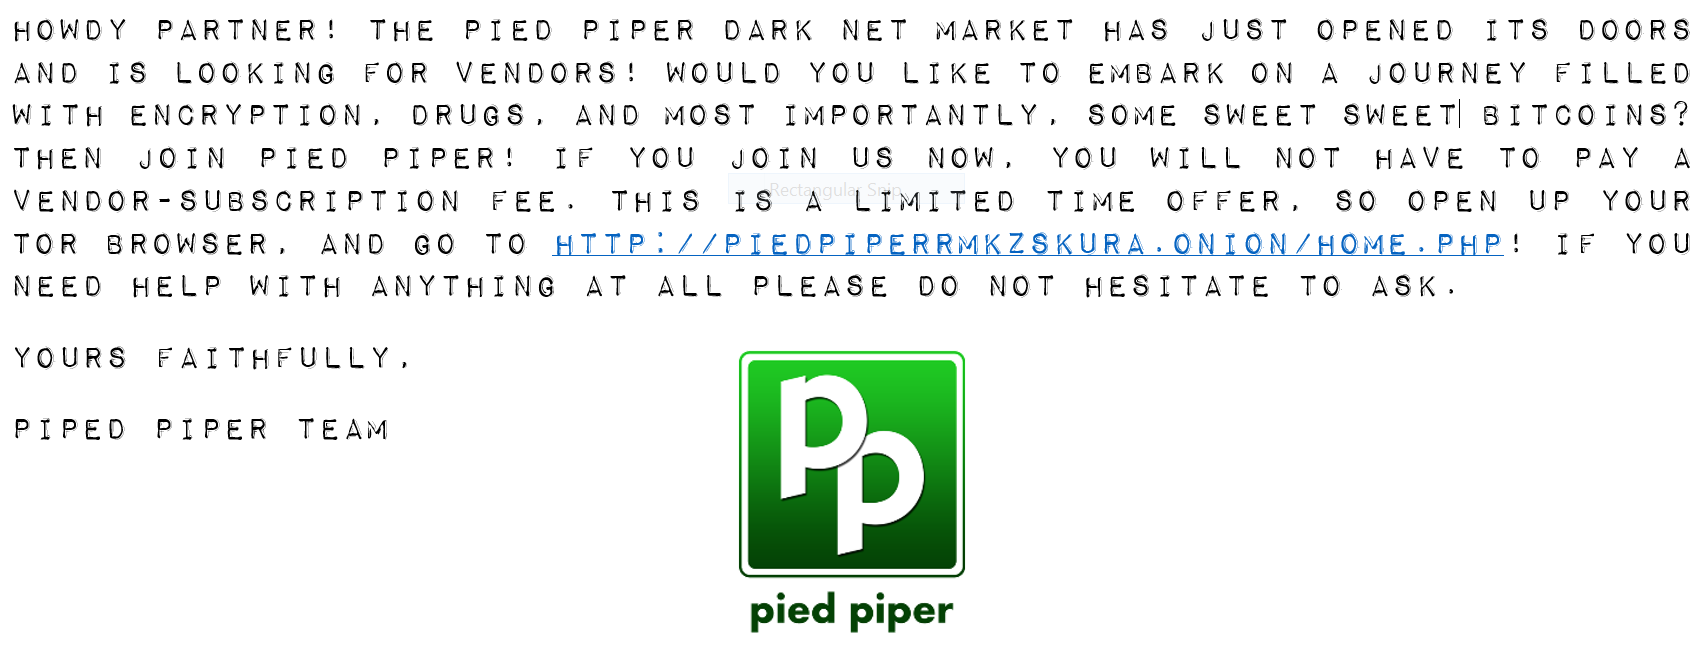 HOWDY PARTNER! THE PIED PIPER DARK NET MARKET HAS JUST OPENED ITS DOORS
AND IS LOOKING FOR VENDORS! WOULD YOU LIKE TO EMBARK ON A JOURNEY FILLED
WITH ENCRYPTION, DRUGS, AND MOST IMPORTANTLY, SOME SWEET SWEET BITCOINS?
THEN JOIN PIED PIPER! IF YOU JOIN US NOW, YOU WILL NOT HAVE TO PAY A
Rectangular Snip
VENDOR-SUBSCRIPTION FEE. THIS IS A LIMITED TIME OFFER, SO OPEN UP YOUR
TOR BROWSER, AND GO TO HTTP://PIEDPIPERRMKZSKURA.ONION/HOME.PHP! IF YOU
NEED HELP WITH ANYTHING AT ALL PLEASE DO NOT HESITATE TO ASK.
YOURS FAITHFULLY,
PIPED PIPER TEAM
pp
pied piper